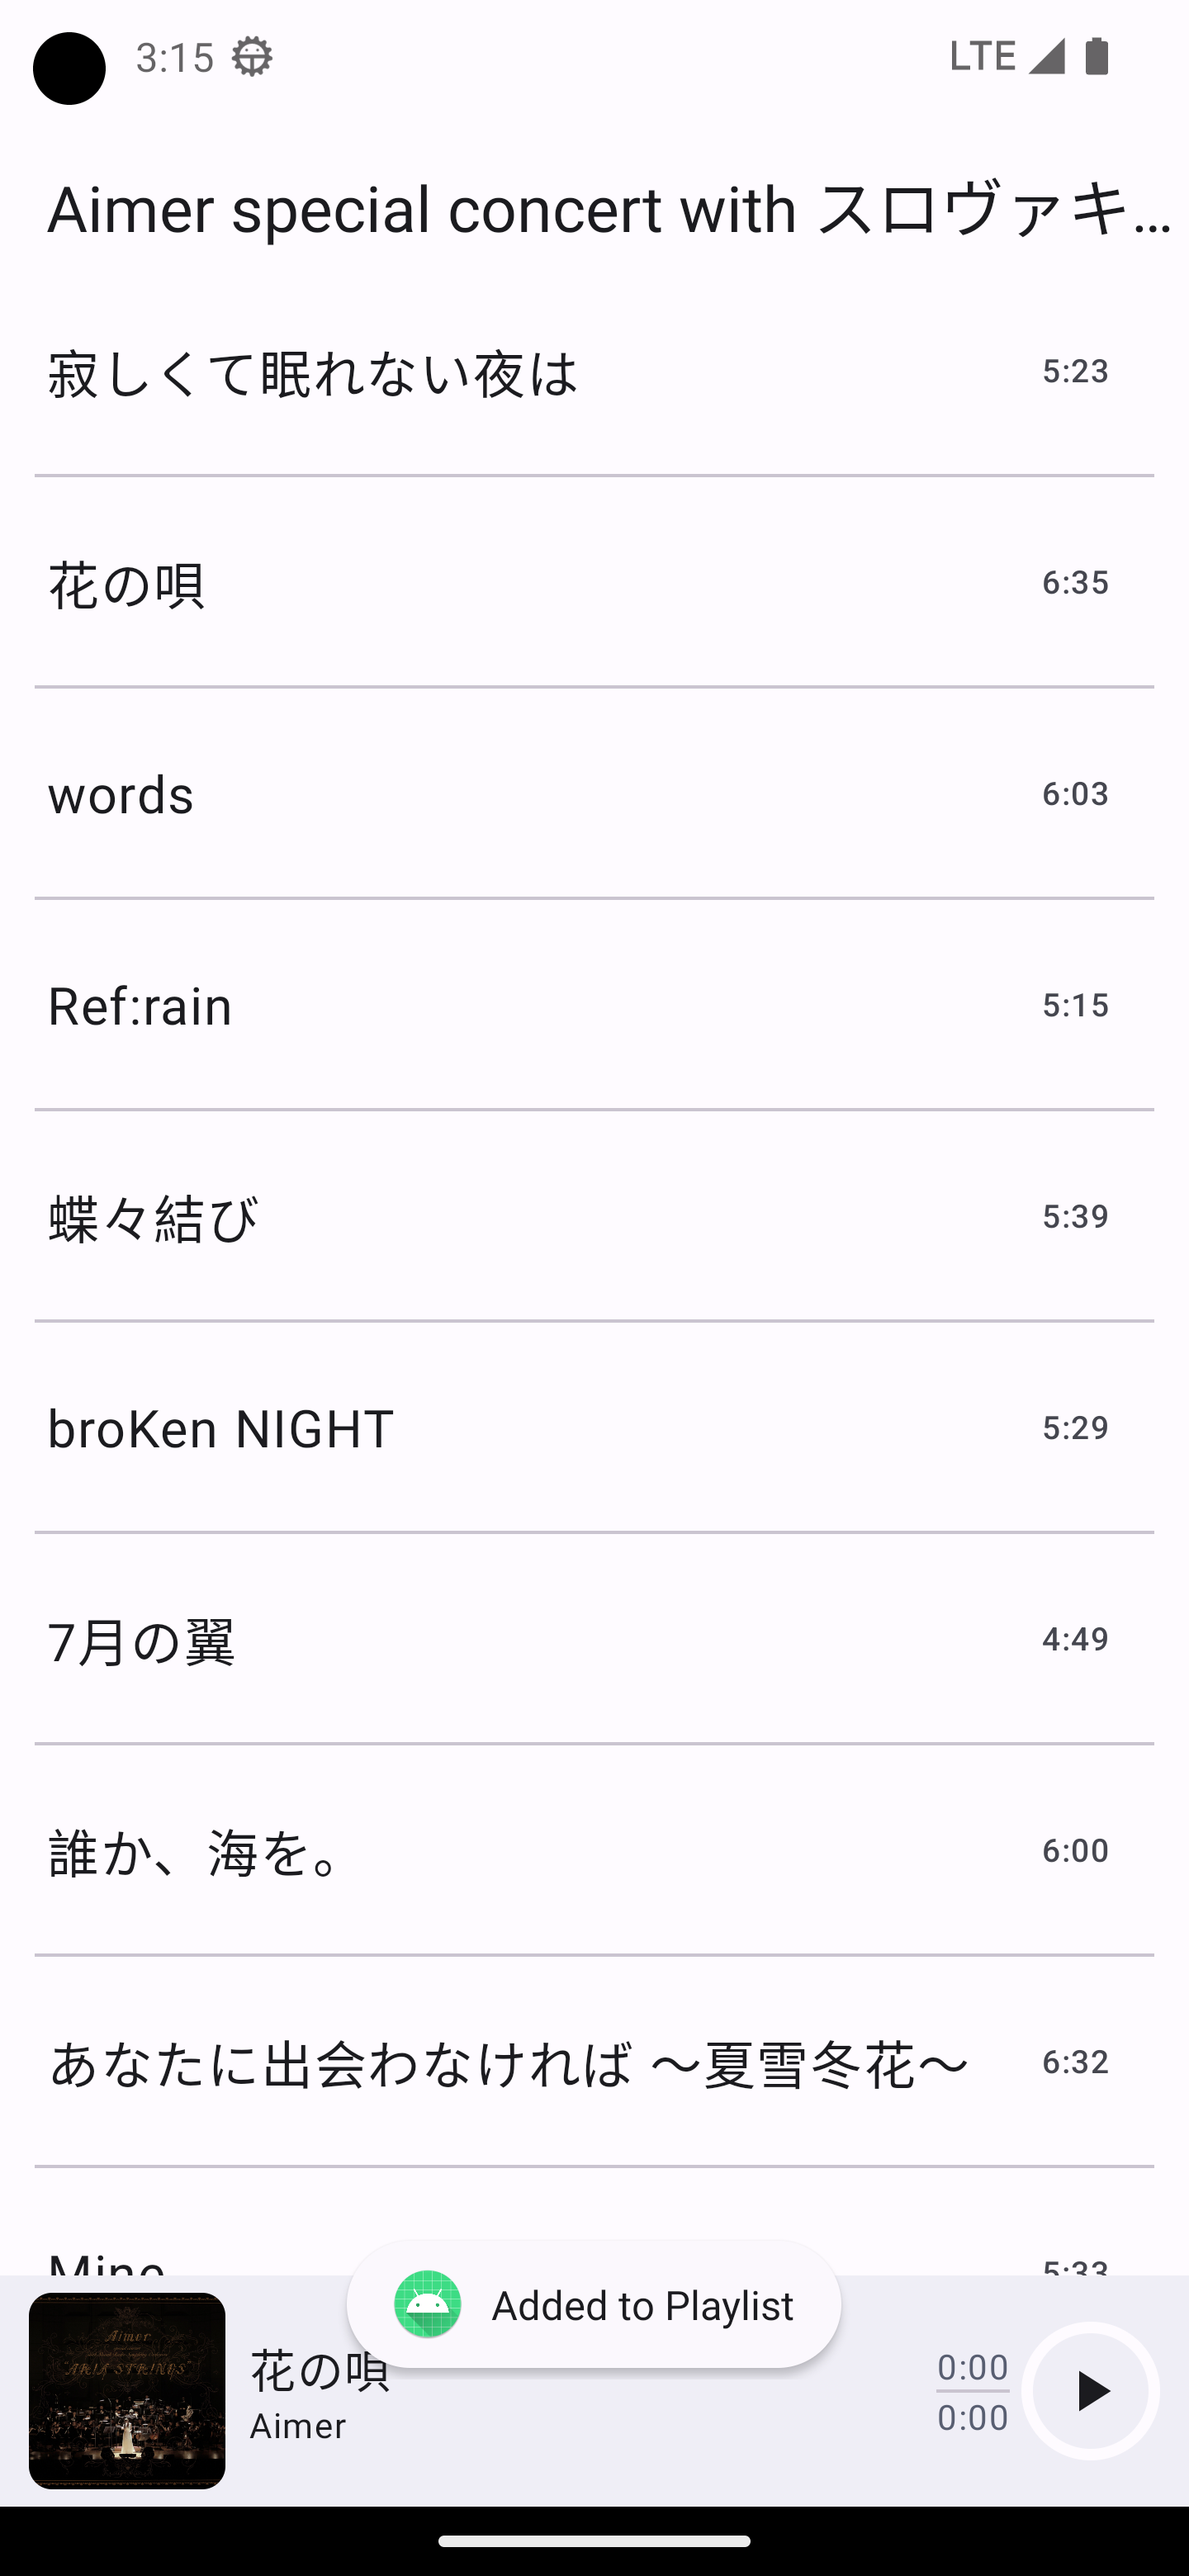 3:15 LTE
Aimer special concert with スロヴァキ…
寂しくて眠れない夜は 5:23
花の唄 6:35
words 6:03
Ref:rain 5:15
蝶々結び 5:39
broKen NIGHT 5:29
7月の翼 4:49
誰か、海を。 6:00
あなたに出会わなければ 〜夏雪冬花〜 6:32
Mine 5:33
Added to Playlist
Aimer
"ARIA STRINGS"
花の唄
Aimer
0:00
0:00